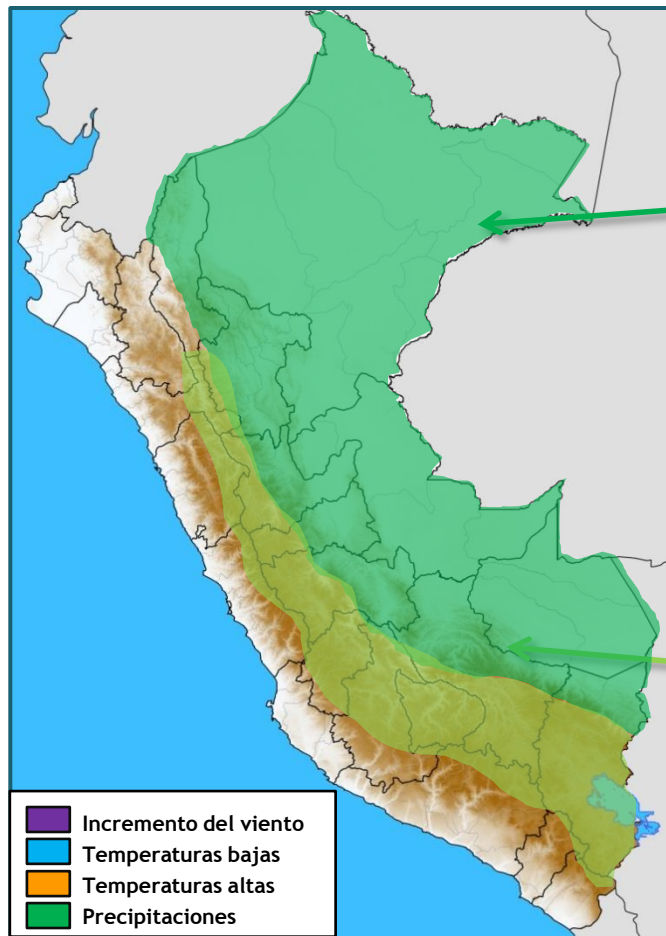 Incremento del viento
Temperaturas bajas
Temperaturas altas
Precipitaciones